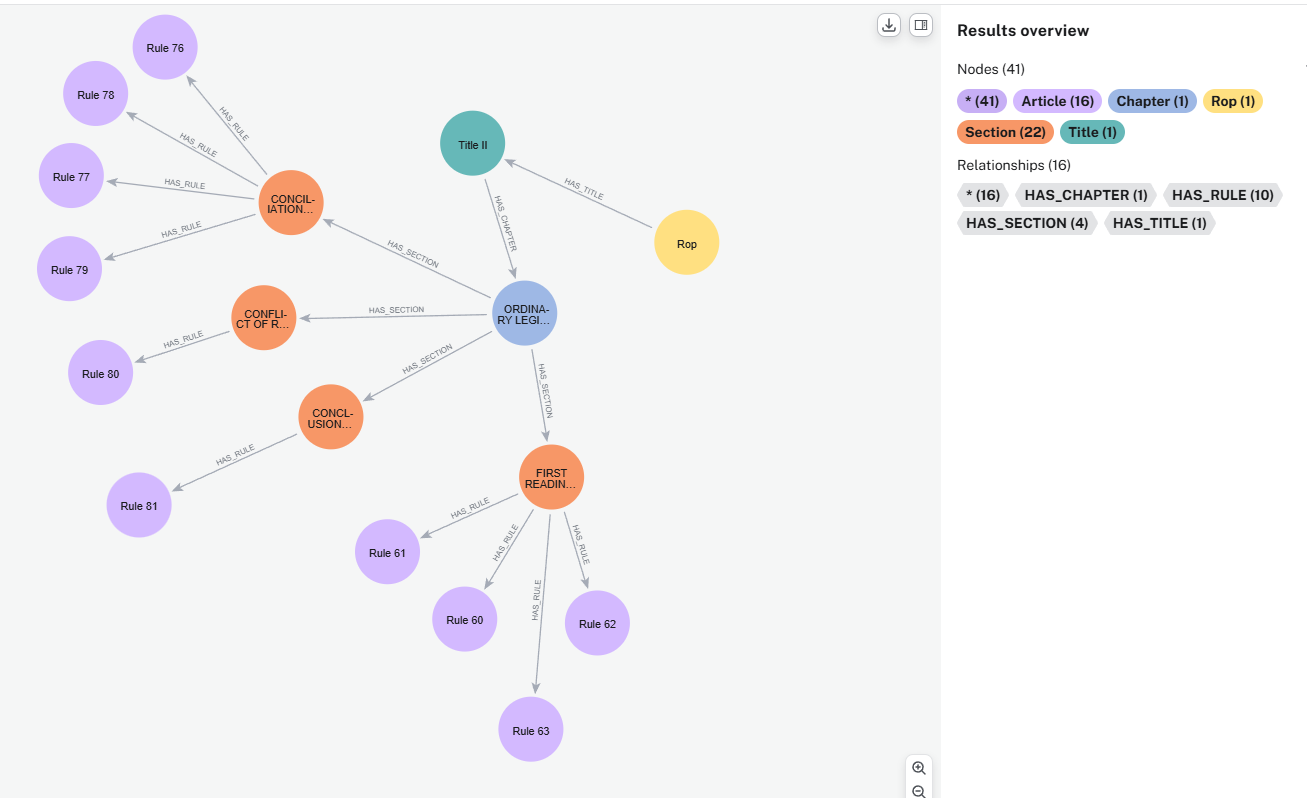 Rule 76
Rule 78
HAS_RULE
HAS_RULE
Rule 77
HAS_RULE
CONCIL-
IATION...
Rule 79
HAS_RULE
Title II
HAS_TITLE
Rop
HAS_CHAPTER
HAS_SECTION
CONFLI-
CT OF R...
HAS_SECTION
ORDINA-
RY LEGI...
HAS_RULE
Rule 80
HAS_SECTION
HAS_SECTION
CONCL-
USION...
HAS_RULE
Rule 81
FIRST
READIN...
HAS_RULE
HAS_RULE
HAS_RULE
HAS_RULE
Rule 61
Rule 60
Rule 62
Rule 63
Results overview
Nodes (41)
* (41) Article (16) Chapter (1) Rop (1)
Section (22) Title (1)
Relationships (16)
* (16) HAS_CHAPTER (1) HAS_RULE (10)
HAS_SECTION (4) HAS_TITLE (1)